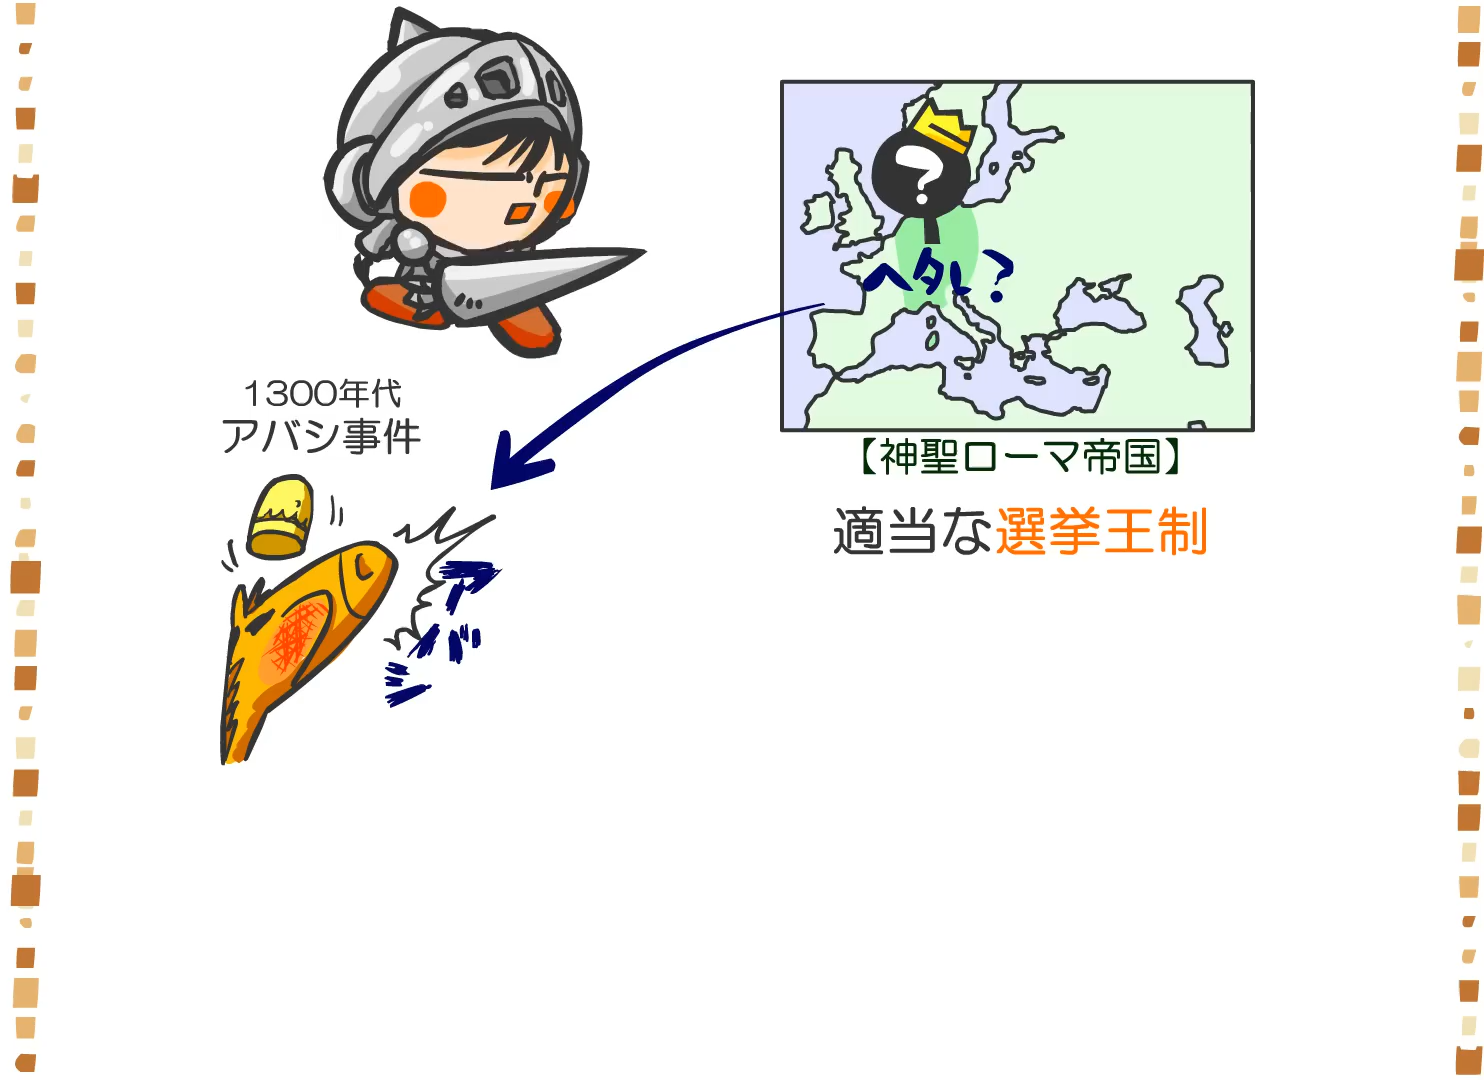 ?
ヘタレ?
1300年代
アバシ事件
【神聖ローマ帝国】
適当な選挙王制
アバシ